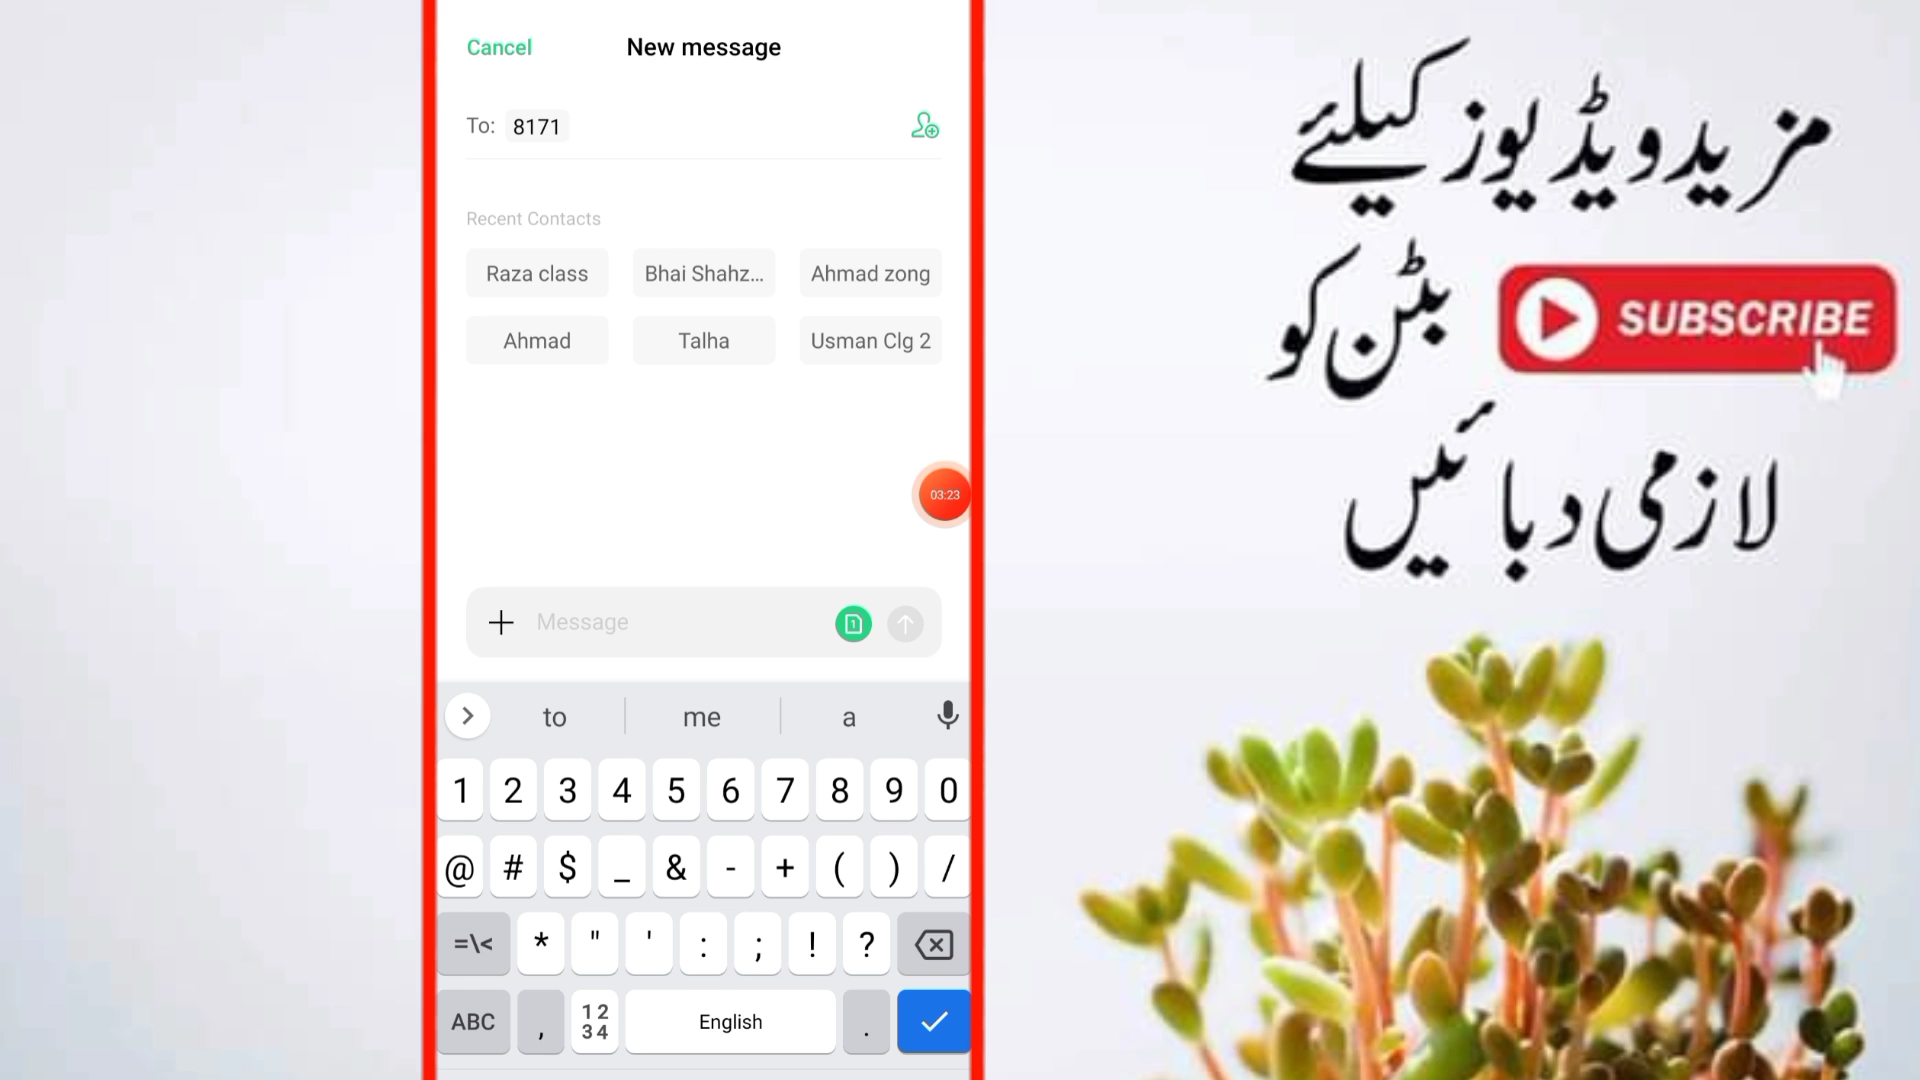 Cancel New message
To: 8171
Recent Contacts
Raza class Bhai Shahz... Ahmad zong
Ahmad Talha Usman Clg 2
03:23
Message 1
to me a
1 2 3 4 5 6 7 8 9 0
@ # $ _ & - + ( ) /
=\< * " ' : ; ! ?
ABC , 12 34 English .
مزید ویڈیوز کیلئے
بٹن کو SUBSCRIBE
لازمی دبائیں